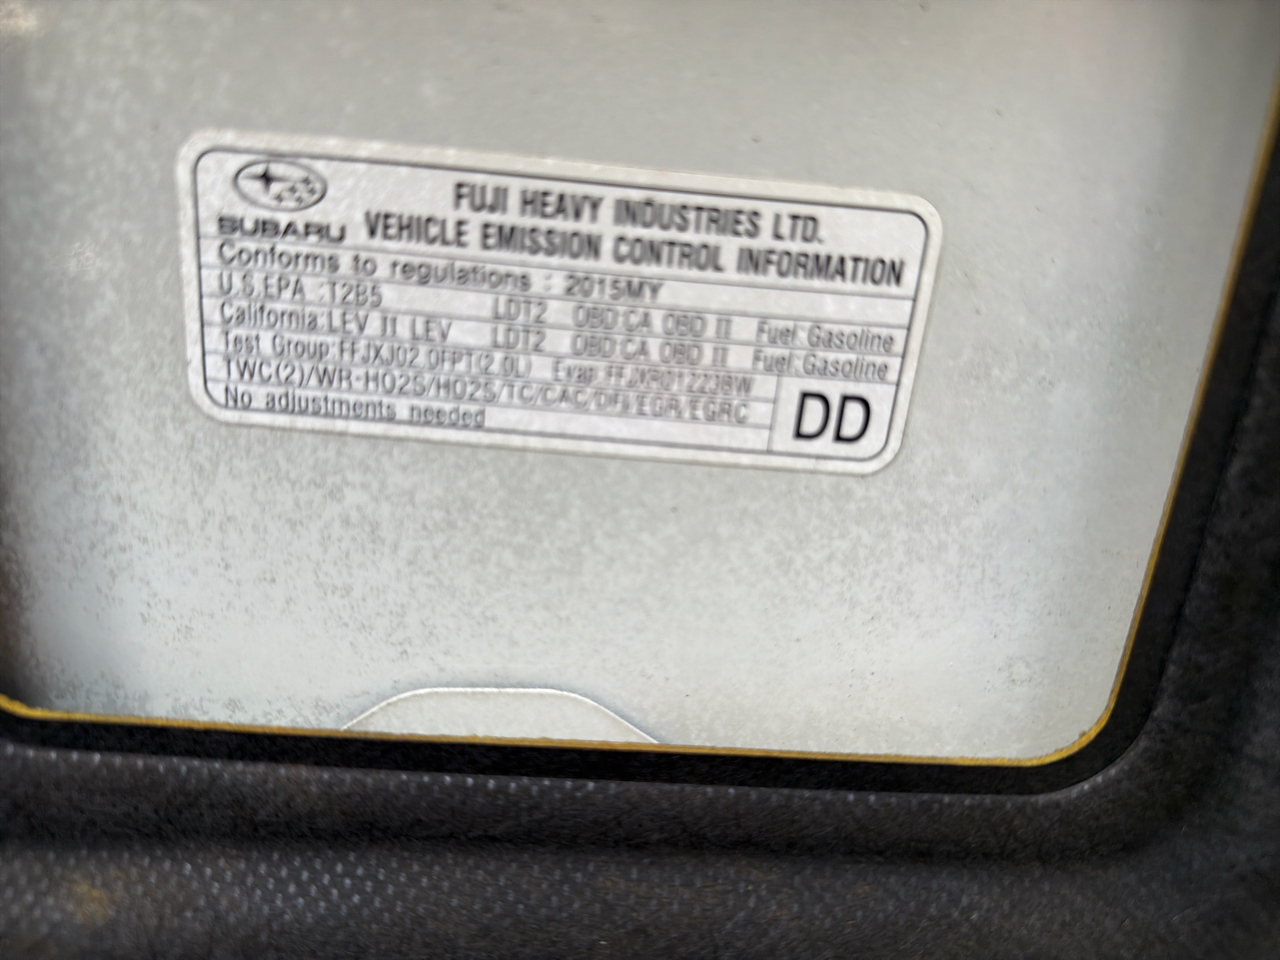 FUJI HEAVY INDUSTRIES LTD.
SUBARU VEHICLE EMISSION CONTROL INFORMATION
Conforms to regulations : 2015MY
U.S.EPA :T2B5 LDT2 OBD:CA OBD II Fuel:Gasoline
California:LEV II LEV LDT2 OBD:CA OBD II Fuel:Gasoline
Test Group:FFJXJ02.0FPT(2.0L) Evap:
TWC(2)/WR-HO2S/HO2S/TC/CAC/DFI/EGR/EGRC
No adjustments needed
DD